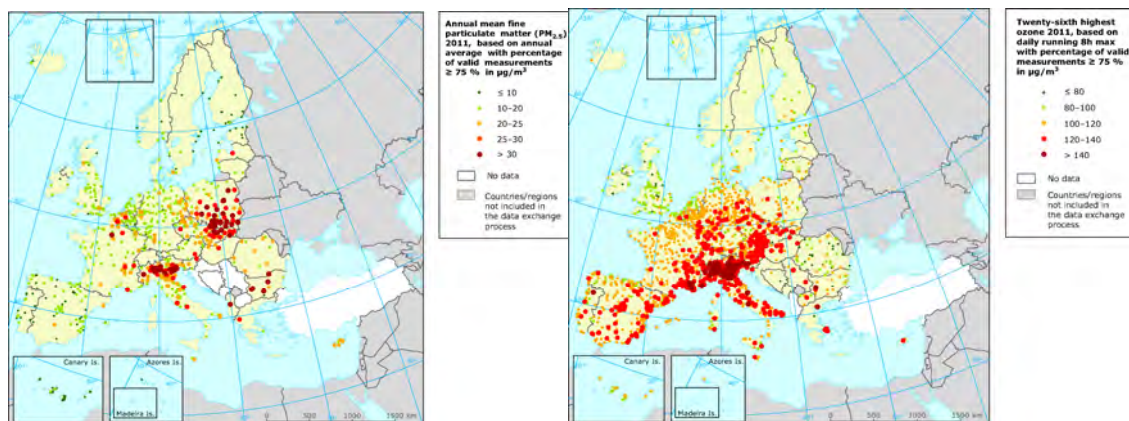 Annual mean fine
particulate matter (PM2.5)
2011, based on annual
average with percentage
of valid measurements
≥ 75 % in µg/m³
≤ 10
10–20
20–25
25–30
> 30
No data
Countries/regions
not included in
the data exchange
process
Canary Is.
Azores Is.
Madeira Is.
0 500 1000 1500 km
Twenty-sixth highest
ozone 2011, based on
daily running 8h max
with percentage of valid
measurements ≥ 75 %
in µg/m³
≤ 80
80–100
100–120
120–140
> 140
No data
Countries/regions
not included in
the data exchange
process
Canary Is.
Azores Is.
Madeira Is.
0 500 1000 1500 km